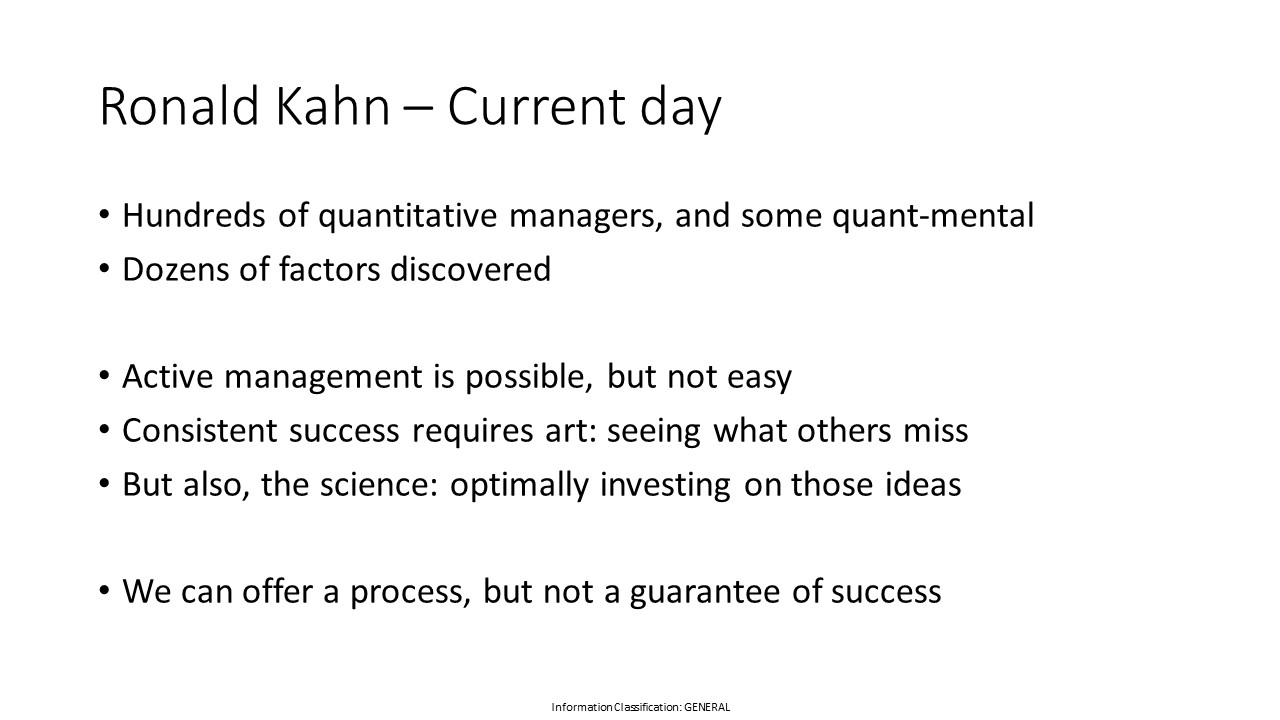 Ronald Kahn – Current day
• Hundreds of quantitative managers, and some quant-mental
• Dozens of factors discovered
• Active management is possible, but not easy
• Consistent success requires art: seeing what others miss
• But also, the science: optimally investing on those ideas
• We can offer a process, but not a guarantee of success
Information Classification: GENERAL